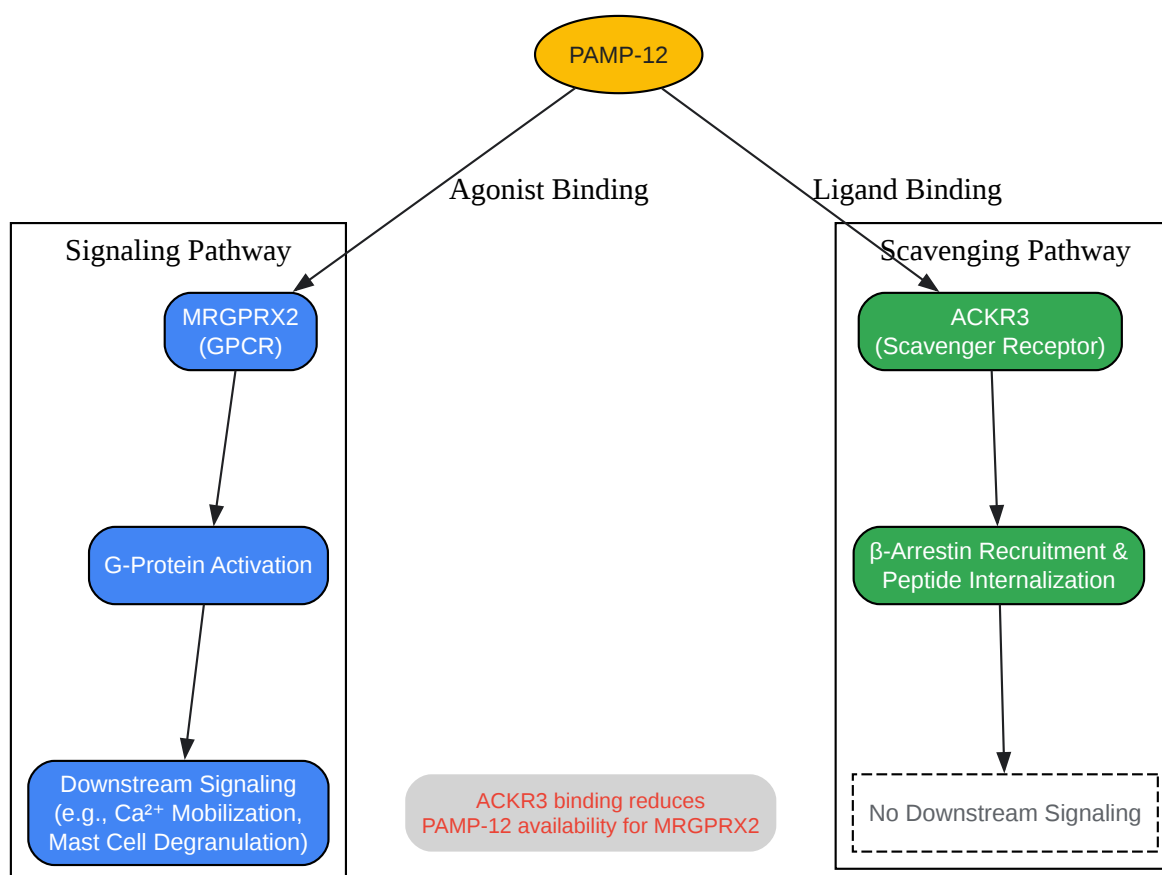 PAMP-12
Agonist Binding
Ligand Binding
Signaling Pathway
Scavenging Pathway
MRGPRX2
(GPCR)
ACKR3
(Scavenger Receptor)
G-Protein Activation
β-Arrestin Recruitment &
Peptide Internalization
Downstream Signaling
(e.g., Ca²⁺ Mobilization,
Mast Cell Degranulation)
ACKR3 binding reduces
PAMP-12 availability for MRGPRX2
No Downstream Signaling